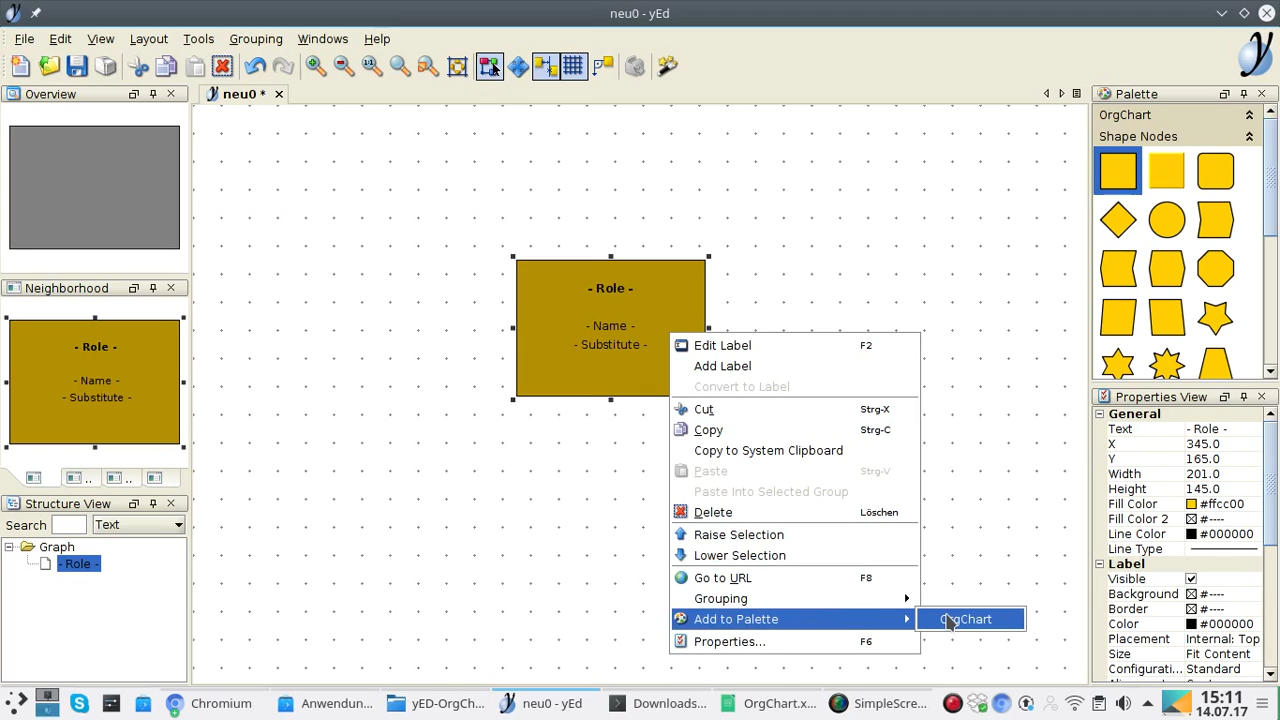 neu0 - yEd
File Edit View Layout Tools Grouping Windows Help
Overview
neu0 *
Palette
OrgChart
Shape Nodes
Neighborhood
- Role -
- Name -
- Substitute -
- Role -
- Name -
- Substitute -
Edit Label F2
Add Label
Convert to Label
Cut Strg-X
Copy Strg-C
Copy to System Clipboard
Paste Strg-V
Paste Into Selected Group
Delete Löschen
Raise Selection
Lower Selection
Go to URL F8
Grouping
Add to Palette
OrgChart
Properties... F6
Structure View
Search Text
Graph
- Role -
Properties View
General
Text - Role -
X 345.0
Y 165.0
Width 201.0
Height 145.0
Fill Color #ffcc00
Fill Color 2 #----
Line Color #000000
Line Type
Label
Visible
Background #----
Border #----
Color #000000
Placement Internal: Top
Size Fit Content
Configurati... Standard
Chromium
Anwendun...
yED-OrgCh...
neu0 - yEd
Downloads...
OrgChart.x...
SimpleScre...
15:11
14.07.17